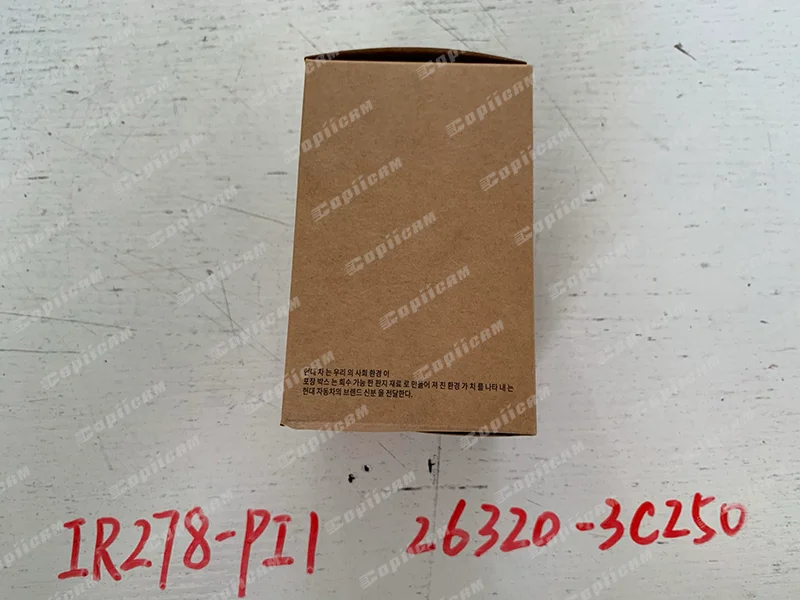 현대 차 는 우리 의 사회 환경 이
포장 박스 는 회수 가능 한 판자 재료 로 만들어 져 친 환경 가 치 를 나타 내 는
현대 자동차의 브랜드 신분 을 전달한다.
IR278-PI1 26320-3C250
CopiicAM